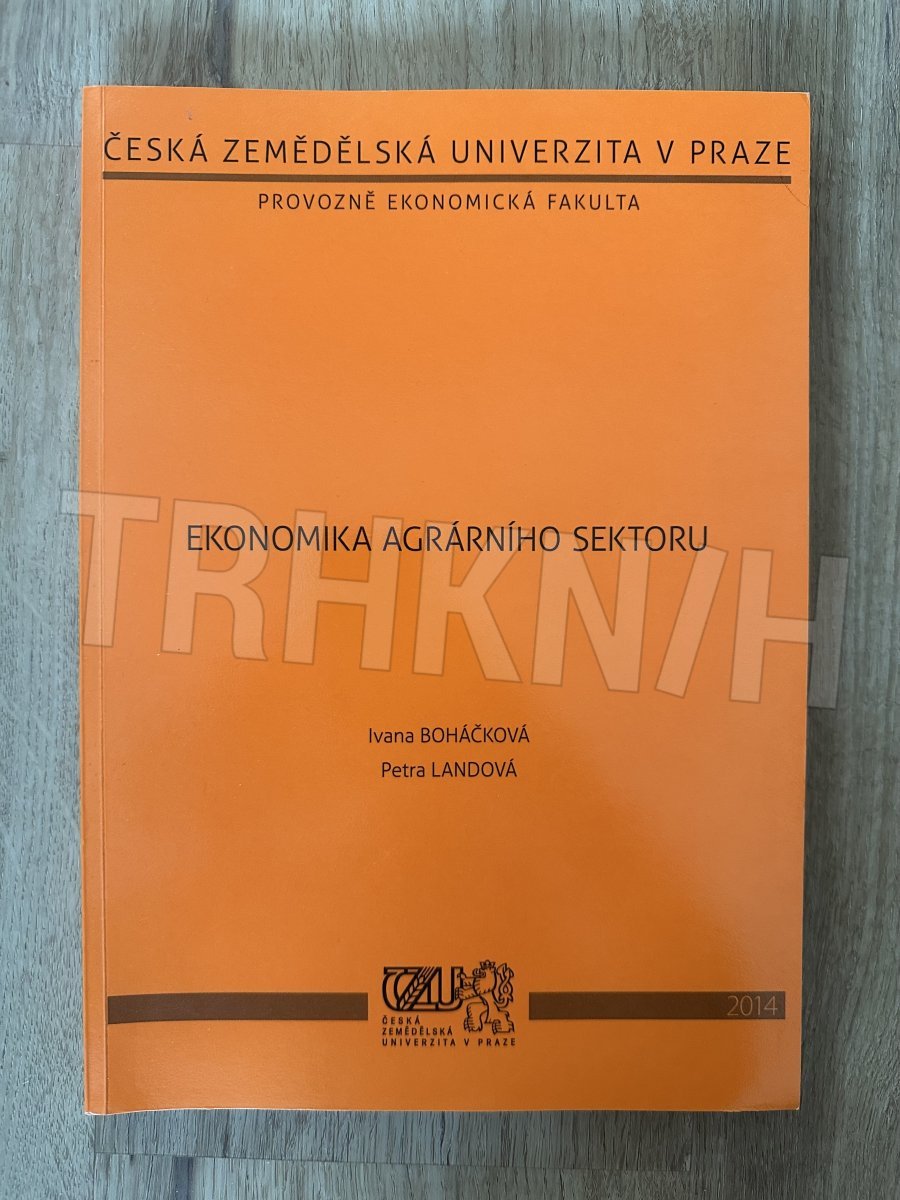 ČESKÁ ZEMĚDĚLSKÁ UNIVERZITA V PRAZE
PROVOZNĚ EKONOMICKÁ FAKULTA
EKONOMIKA AGRÁRNÍHO SEKTORU
TRHKNIH
Ivana BOHÁČKOVÁ
Petra LANDOVÁ
ČZU
ČESKÁ
ZEMĚDĚLSKÁ
UNIVERZITA V PRAZE
2014